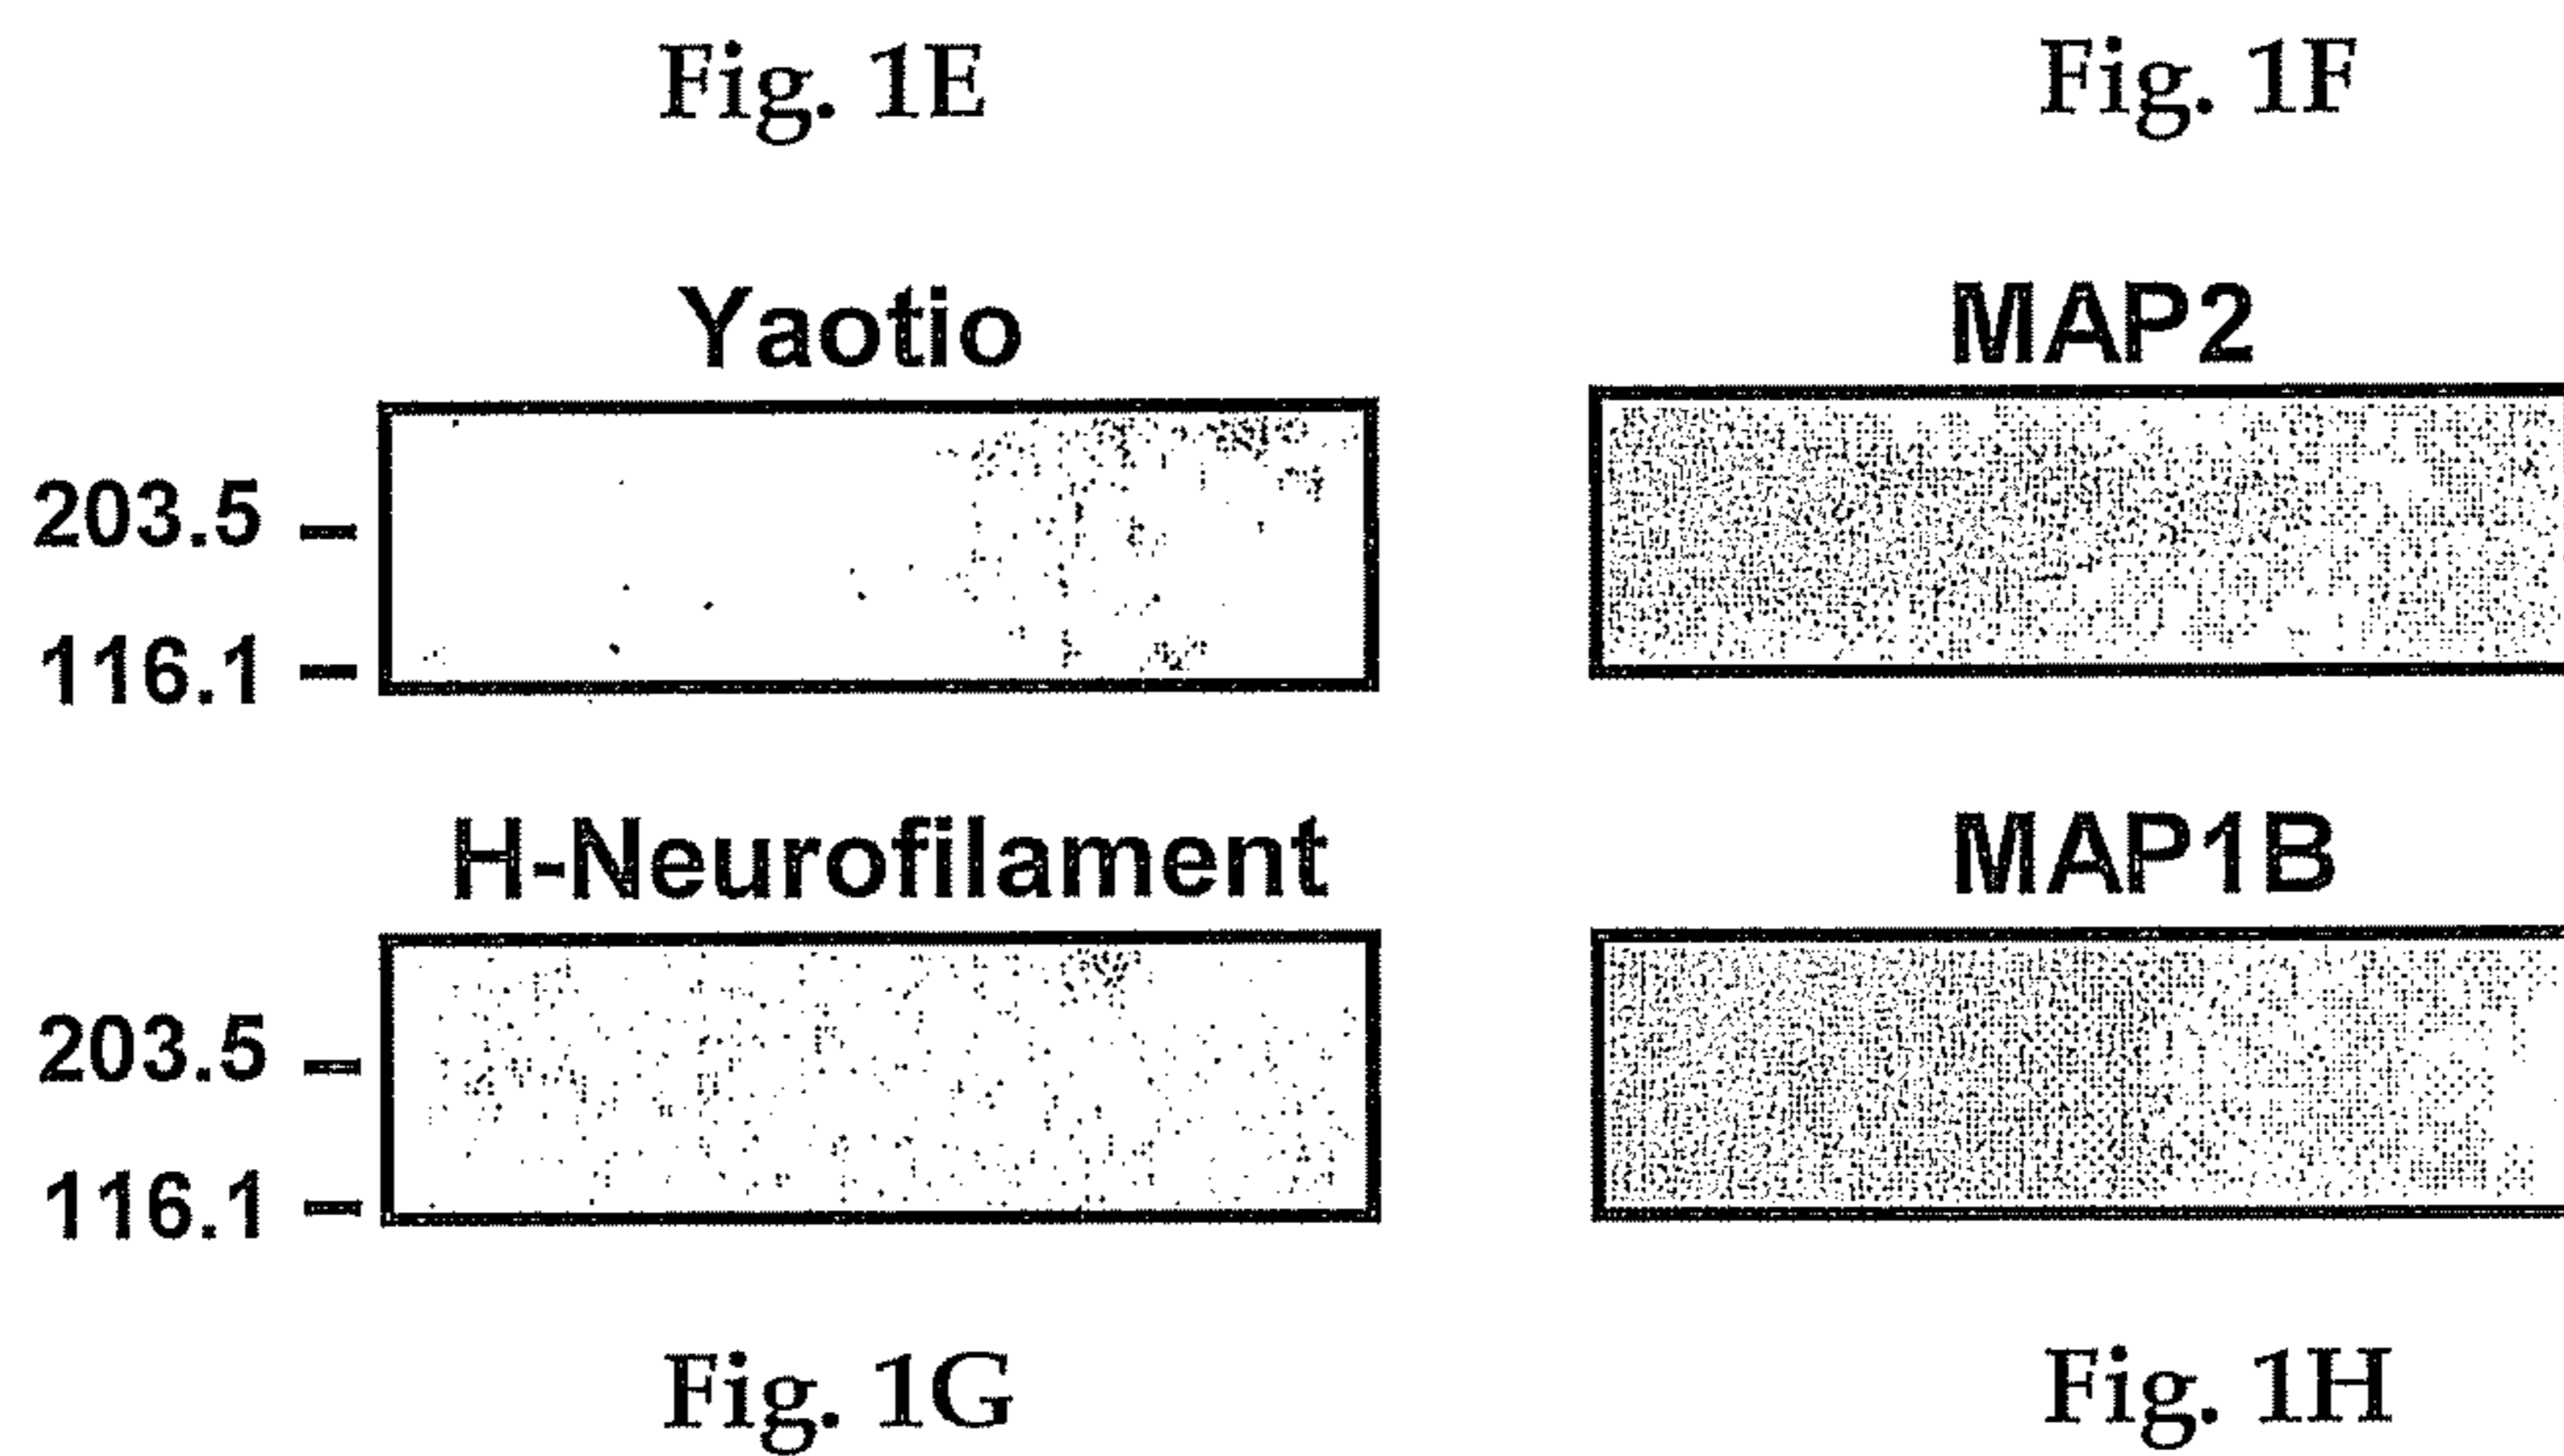 Fig. 1E
Fig. 1F
Yaotio
MAP2
203.5
116.1
H-Neurofilament
MAP1B
203.5
116.1
Fig. 1G
Fig. 1H